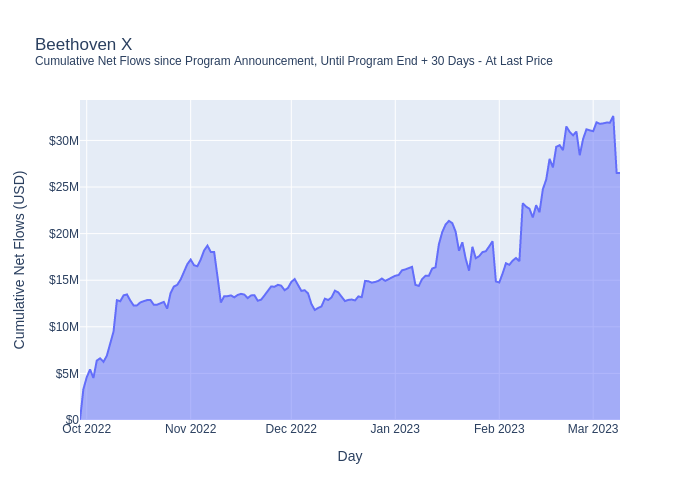 Beethoven X
Cumulative Net Flows since Program Announcement, Until Program End + 30 Days - At Last Price
Cumulative Net Flows (USD)
$30M
$25M
$20M
$15M
$10M
$5M
$0
Oct 2022 Nov 2022 Dec 2022 Jan 2023 Feb 2023 Mar 2023
Day